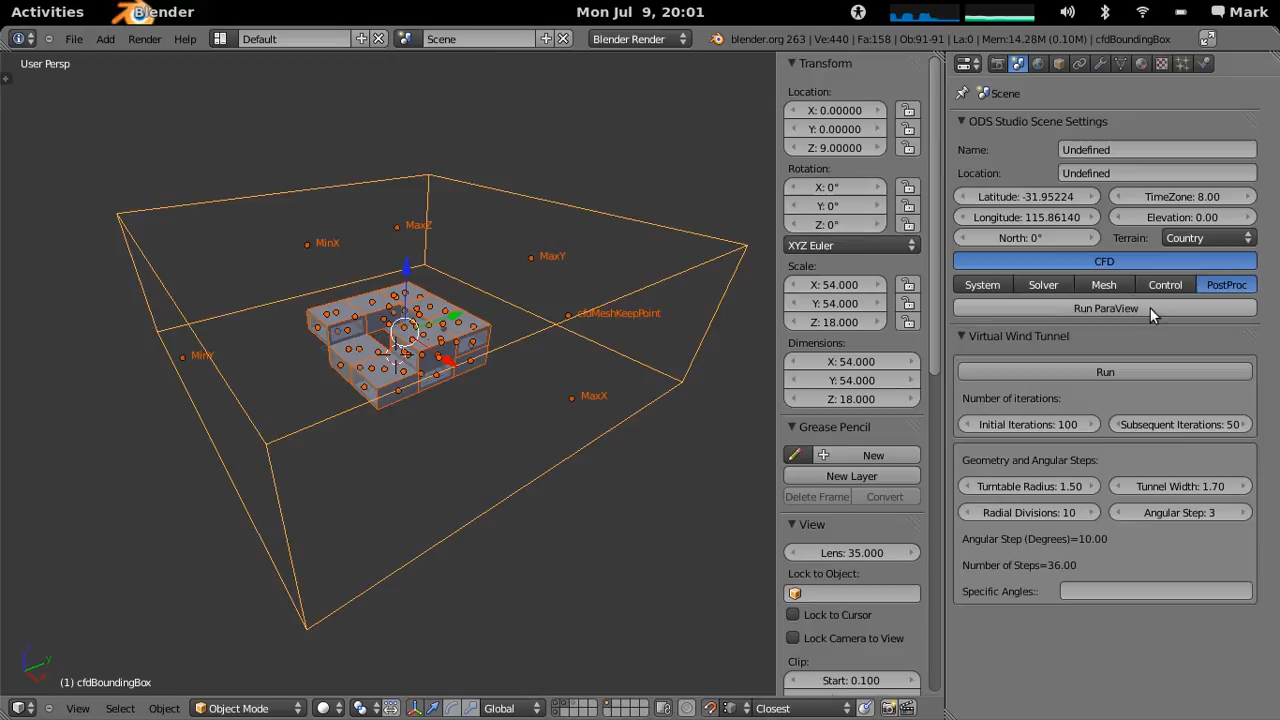 Activities Blender Mon Jul 9, 20:01 Mark
File Add Render Help Default Scene Blender Render blender.org 263 | Ve:440 | Fa:158 | Ob:91-91 | La:0 | Mem:14.28M (0.10M) | cfdBoundingBox
User Persp
MaxZ
MinX
MaxY
cfdMeshKeepPoint
MinY
MaxX
(1) cfdBoundingBox
Transform
Location:
X: 0.00000
Y: 0.00000
Z: 9.00000
Rotation:
X: 0°
Y: 0°
Z: 0°
XYZ Euler
Scale:
X: 54.000
Y: 54.000
Z: 18.000
Dimensions:
X: 54.000
Y: 54.000
Z: 18.000
Grease Pencil
New
New Layer
Delete Frame Convert
View
Lens: 35.000
Lock to Object:
Lock to Cursor
Lock Camera to View
Clip:
Start: 0.100
Scene
ODS Studio Scene Settings
Name: Undefined
Location: Undefined
Latitude: -31.95224 TimeZone: 8.00
Longitude: 115.86140 Elevation: 0.00
North: 0° Terrain: Country
CFD
System Solver Mesh Control PostProc
Run ParaView
Virtual Wind Tunnel
Run
Number of iterations:
Initial Iterations: 100 Subsequent Iterations: 50
Geometry and Angular Steps:
Turntable Radius: 1.50 Tunnel Width: 1.70
Radial Divisions: 10 Angular Step: 3
Angular Step (Degrees)=10.00
Number of Steps=36.00
Specific Angles::
View Select Object Object Mode Global Closest